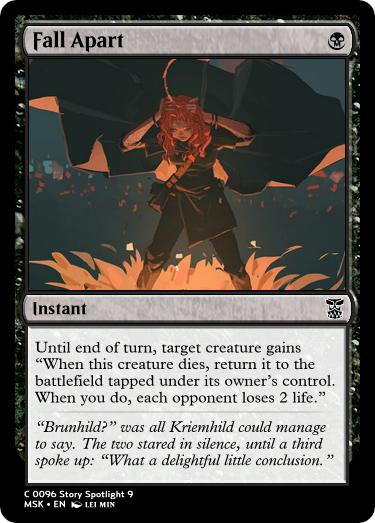 Fall Apart
Instant
Until end of turn, target creature gains
“When this creature dies, return it to the
battlefield tapped under its owner’s control.
When you do, each opponent loses 2 life.”
“Brunhild?” was all Kriemhild could manage
to say. The two stared in silence, until a third
spoke up: “What a delightful little conclusion.”
C 0096 Story Spotlight 9
MSK • EN LEI MIN